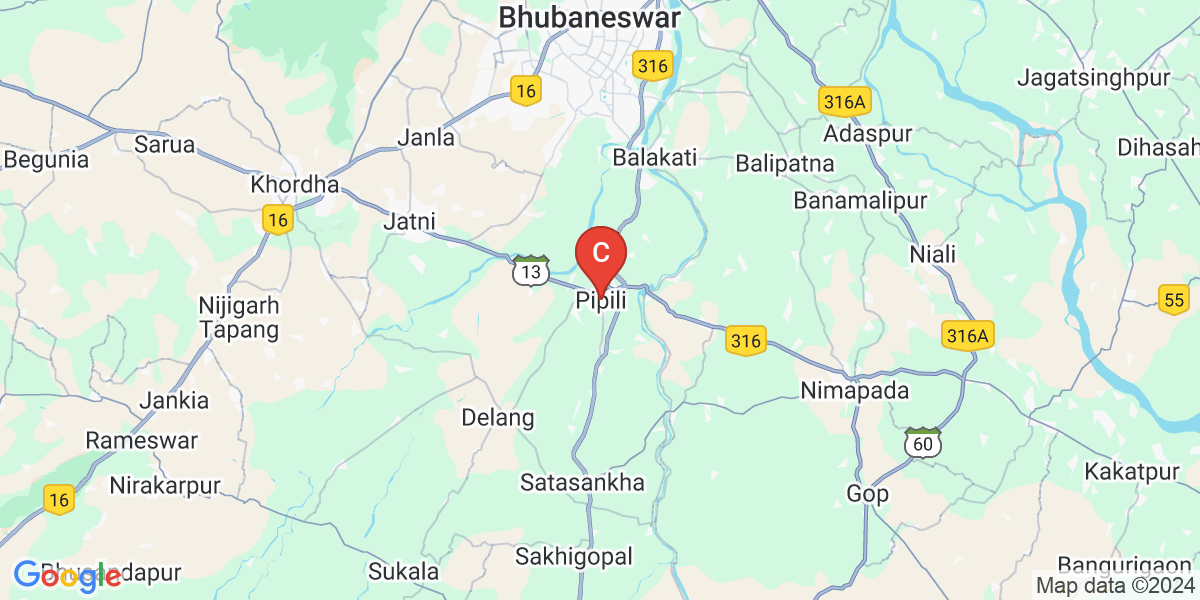 Bhubaneswar
316
16
Jagatsinghpur
316A
Adaspur
Janla
Sarua
Begunia
Balakati
Balipatna
Dihasah
Khordha
Banamalipur
16
Jatni
Niali
C
13
Pipili
55
Nijigarh
Tapang
316
316A
Nimapada
Jankia
Delang
Rameswar
60
Kakatpur
Satasankha
Nirakarpur
Gop
16
Sakhigopal
Sukala
Bangurigaon
Google
Map data ©2024